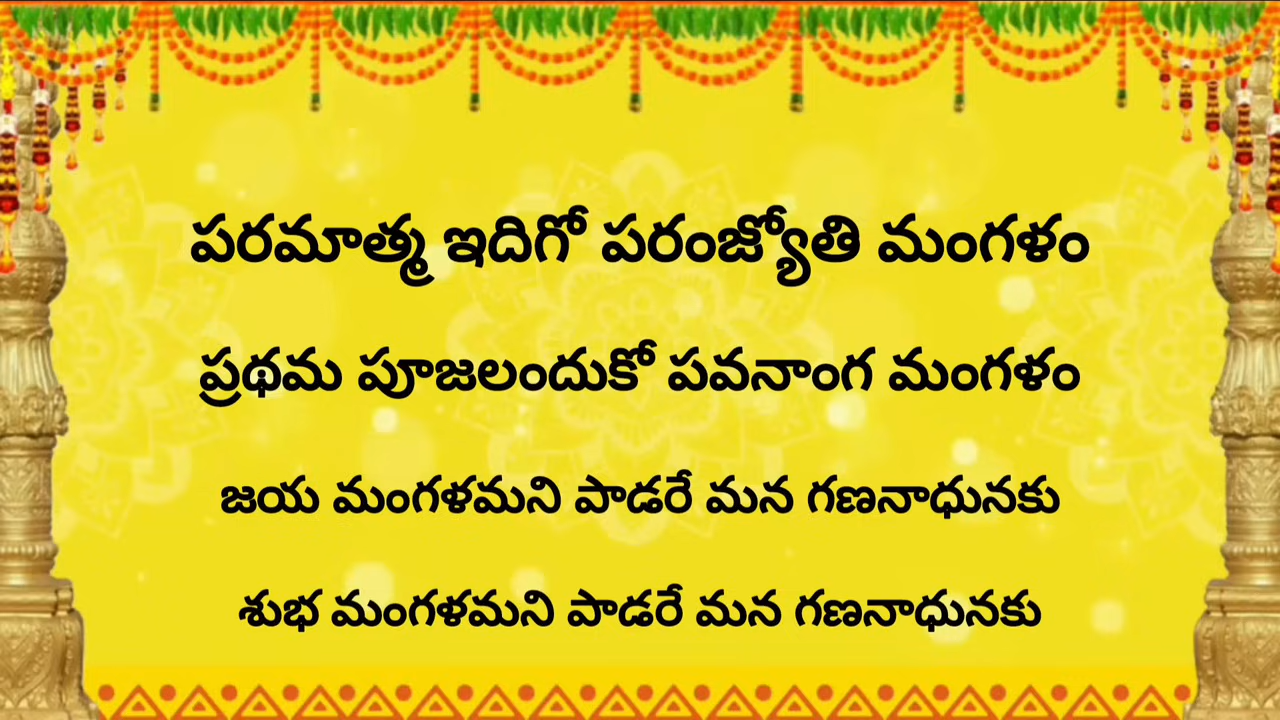 పరమాత్మ ఇదిగో పరంజ్యోతి మంగళం
ప్రథమ పూజలందుకో పవనాంగ మంగళం
జయ మంగళమని పాడరే మన గణనాధునకు
శుభ మంగళమని పాడరే మన గణనాధునకు